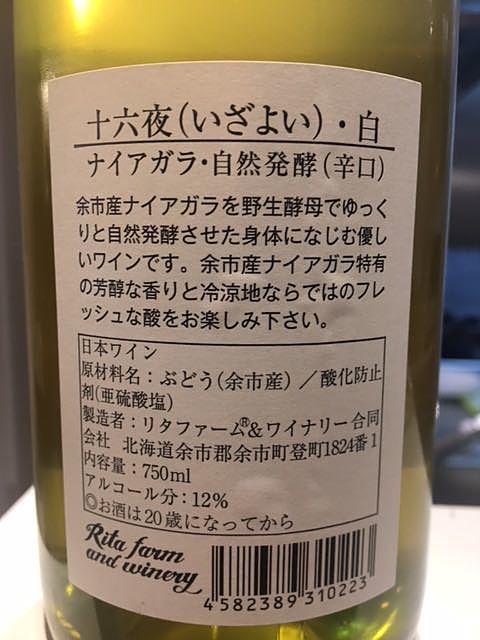 十六夜(いざよい)・白
ナイアガラ・自然発酵(辛口)
余市産ナイアガラを野生酵母でゆっく
りと自然発酵させた身体になじむ優し
いワインです。余市産ナイアガラ特有
の芳醇な香りと冷涼地ならではのフレ
ッシュな酸をお楽しみ下さい。
日本ワイン
原材料名：ぶどう(余市産)／酸化防止
剤(亜硫酸塩)
製造者：リタファーム®&ワイナリー合同
会社 北海道余市郡余市町登町1824番1
内容量：750ml
アルコール分：12%
◎お酒は20歳になってから
Rita farm
and winery
4582389310223